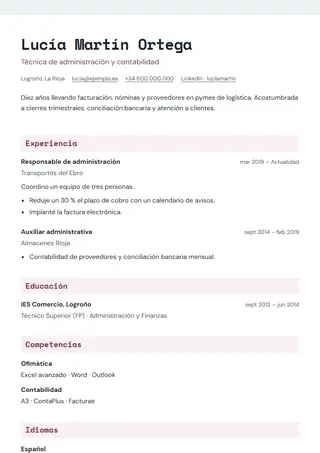 Lucía Martín Ortega
Técnica de administración y contabilidad
Logroño, La Rioja lucia@ejemplo.es +34 600 000 000 LinkedIn · luciamartin
Diez años llevando facturación, nóminas y proveedores en pymes de logística. Acostumbrada
a cierres trimestrales, conciliación bancaria y atención a clientes.
Experiencia
Responsable de administración mar 2019 – Actualidad
Transportes del Ebro
Coordino un equipo de tres personas.
• Reduje un 30 % el plazo de cobro con un calendario de avisos.
• Implanté la factura electrónica.
Auxiliar administrativa sept 2014 – feb 2019
Almacenes Rioja
• Contabilidad de proveedores y conciliación bancaria mensual.
Educación
IES Comercio, Logroño sept 2012 – jun 2014
Técnico Superior (FP) · Administración y Finanzas
Competencias
Ofimática
Excel avanzado · Word · Outlook
Contabilidad
A3 · ContaPlus · Facturae
Idiomas
Español